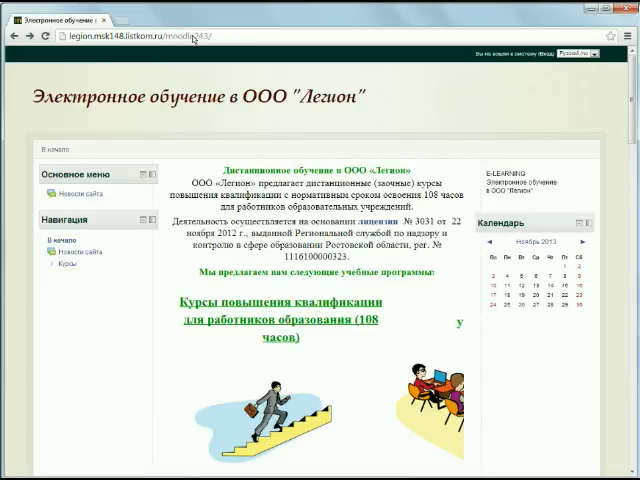 Электронное обучение
legion.msk148.listkom.ru/moodle243/
Вы не вошли в систему (Вход)
Русский (ru)
Электронное обучение в ООО "Легион"
В начало
Основное меню
Новости сайта
Навигация
В начало
Новости сайта
Курсы
Дистанционное обучение в ООО «Легион»
ООО «Легион» предлагает дистанционные (заочные) курсы
повышения квалификации с нормативным сроком освоения 108 часов
для работников образовательных учреждений.
Деятельность осуществляется на основании лицензии № 3031 от 22
ноября 2012 г., выданной Региональной службой по надзору и
контролю в сфере образования Ростовской области, рег. №
1116100000323.
Мы предлагаем вам следующие учебные программы:
Курсы повышения квалификации
для работников образования (108
часов)
у
E-LEARNING
Электронное обучение
в ООО "Легион"
Календарь
Ноябрь 2013
Вс Пн Вт Ср Чт Пт Сб
1 2
3 4 5 6 7 8 9
10 11 12 13 14 15 16
17 18 19 20 21 22 23
24 25 26 27 28 29 30